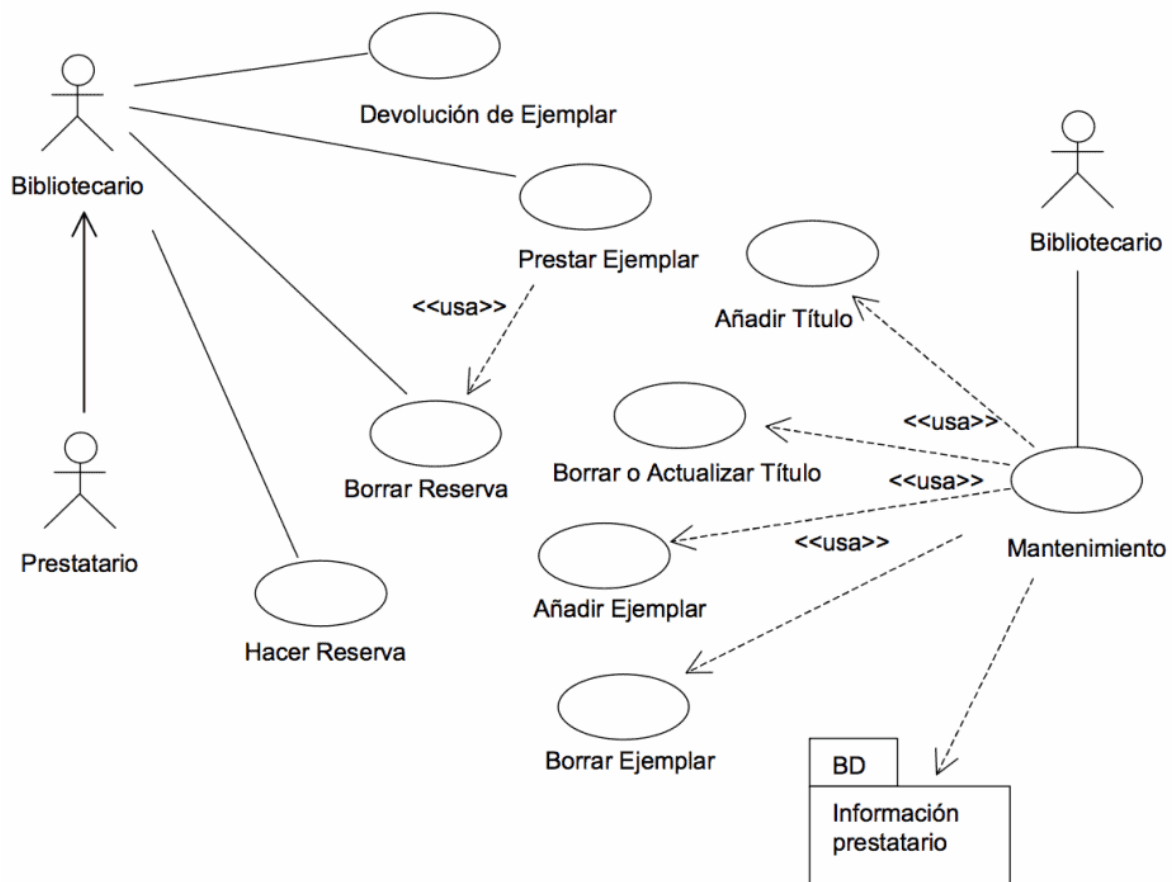 Devolución de Ejemplar
Bibliotecario
Prestar Ejemplar
Bibliotecario
<<usa>>
Añadir Título
<<usa>>
Borrar o Actualizar Título
<<usa>>
Borrar Reserva
<<usa>>
Mantenimiento
Prestatario
Añadir Ejemplar
Hacer Reserva
Borrar Ejemplar
BD
Información
prestatario